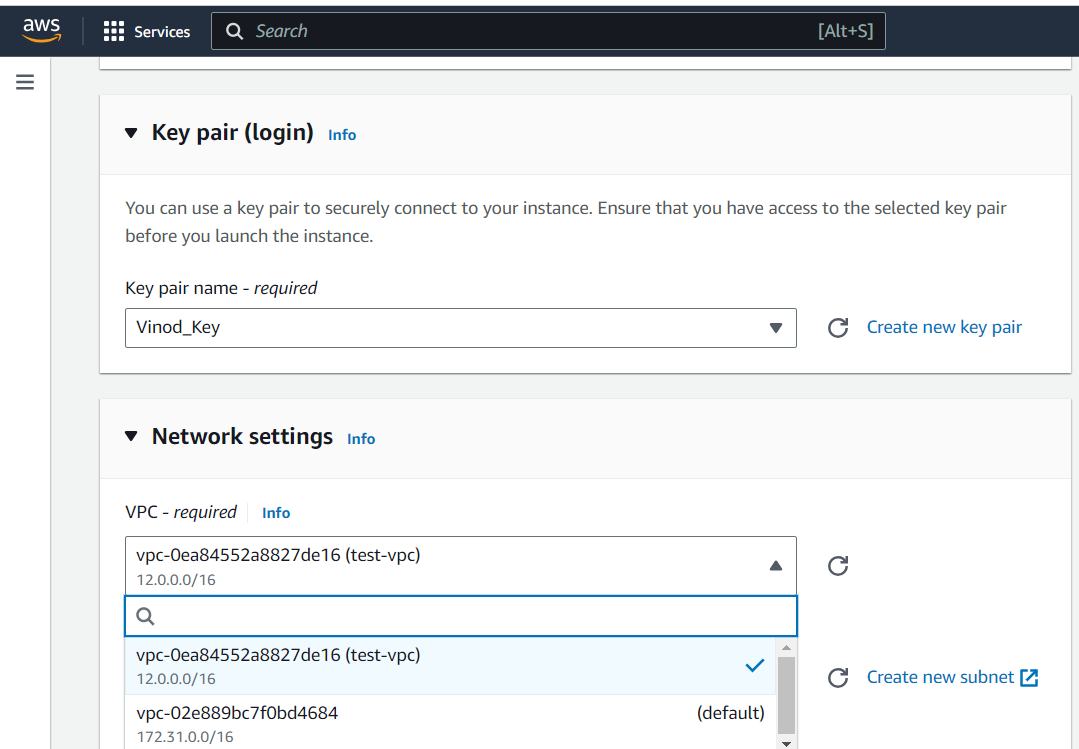 aws
Services
Search
[Alt+S]
Key pair (login) Info
You can use a key pair to securely connect to your instance. Ensure that you have access to the selected key pair
before you launch the instance.
Key pair name - required
Vinod_Key
Create new key pair
Network settings Info
VPC - required
Info
vpc-0ea84552a8827de16 (test-vpc)
12.0.0.0/16
vpc-0ea84552a8827de16 (test-vpc)
12.0.0.0/16
Create new subnet
vpc-02e889bc7f0bd4684 (default)
172.31.0.0/16